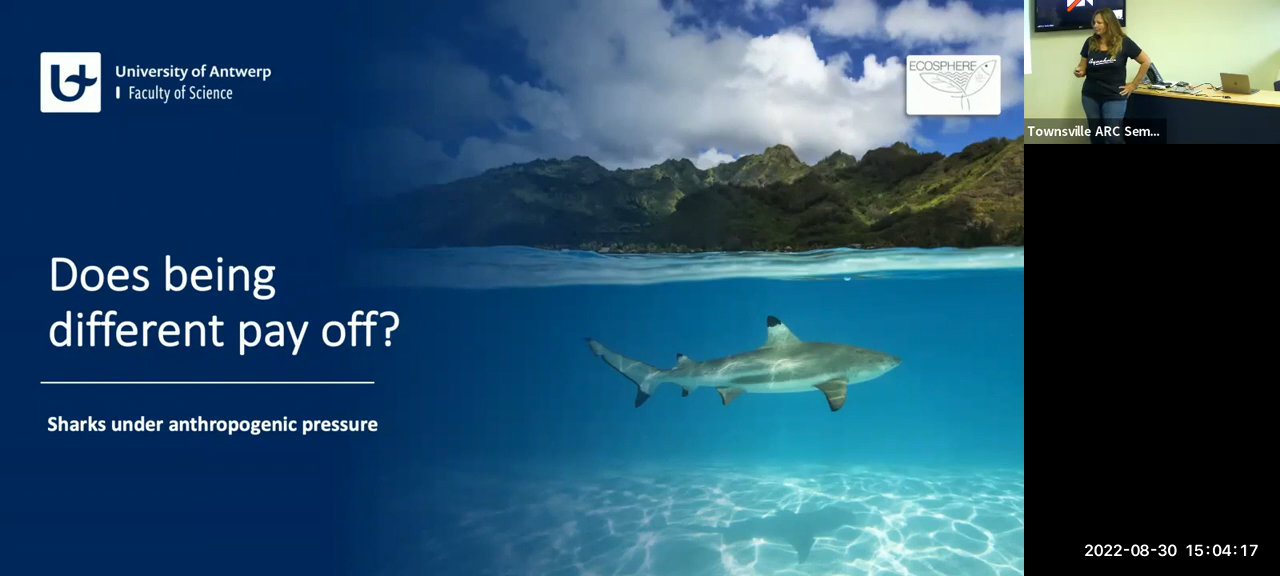 University of Antwerp
Faculty of Science
ECOSPHERE
Does being
different pay off?
Sharks under anthropogenic pressure
Townsville ARC Sem...
2022-08-30 15:04:17